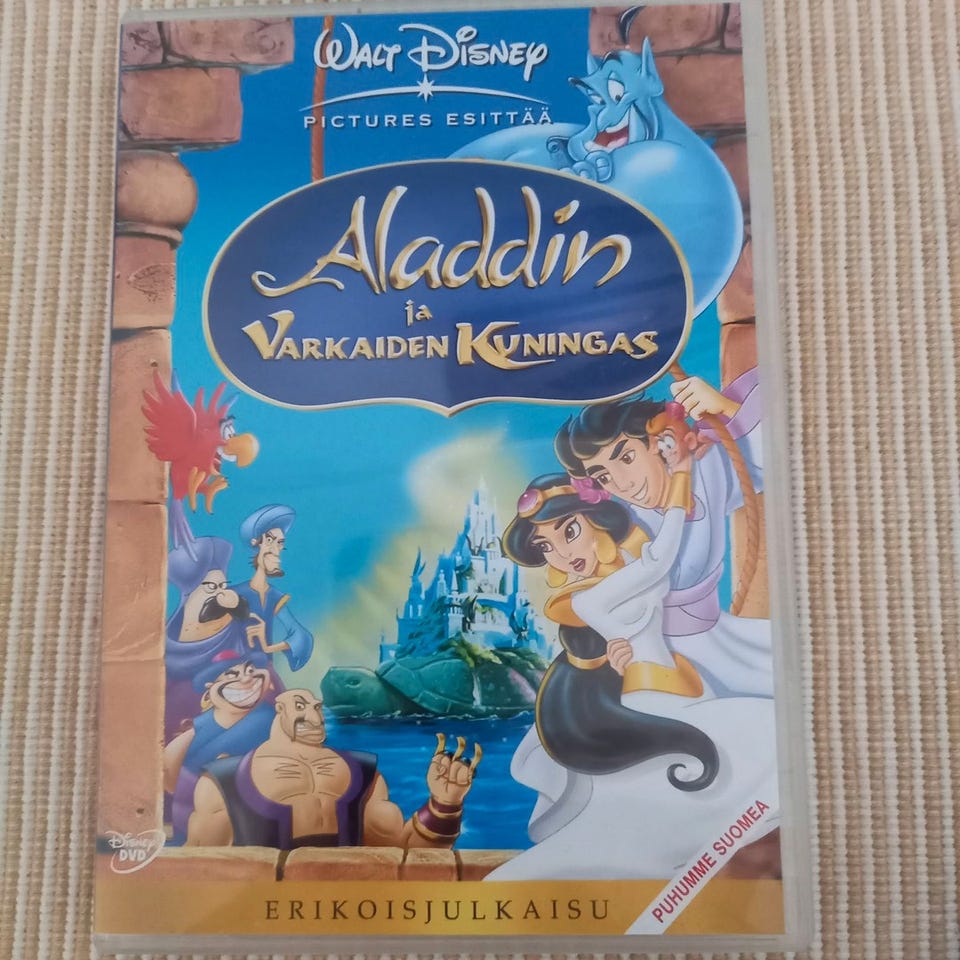 WALT DISNEY
PICTURES ESITTÄÄ
Aladdin
ja
VARKAIDEN KUNINGAS
DISNEY
DVD
PUHUMME SUOMEA
ERIKOISJULKAISU